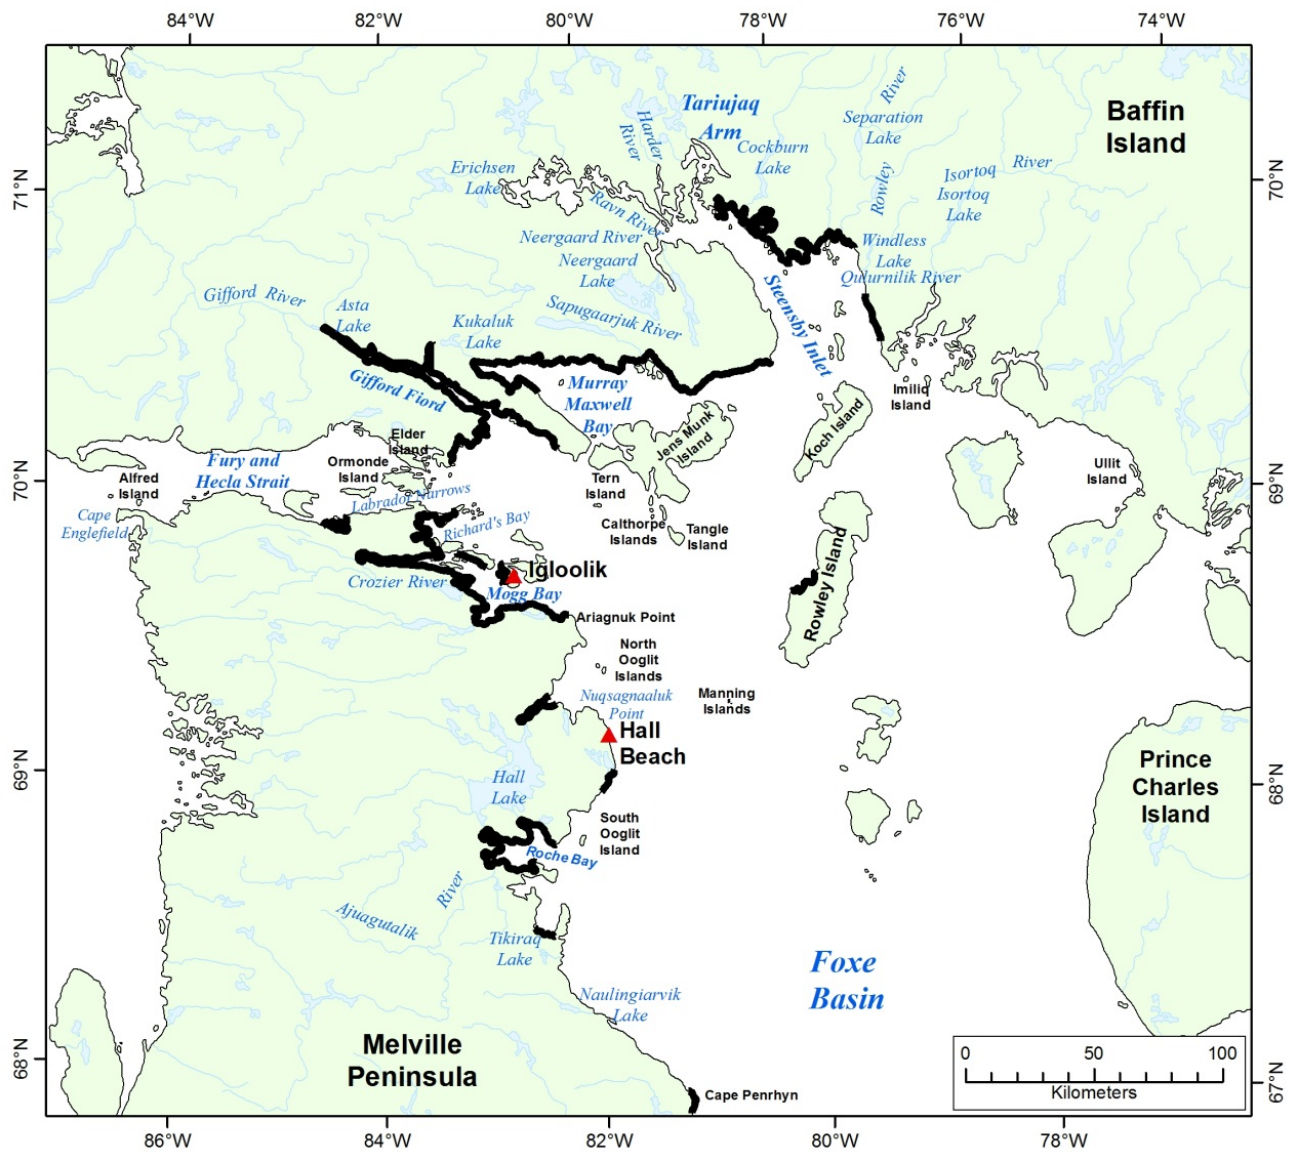 84°W
82°W
80°W
78°W
76°W
74°W
Baffin
Island
River
Tariujaq
Arm
Separation
Lake
Harder
River
Cockburn
Lake
Erichsen
Lake
Isortoq River
Isortoq
Lake
Rowley
71°N
70°N
Ravn River
Neergaard River
Neergaard
Lake
Windless
Lake
Qulurnilik River
Gifford River
Asta
Lake
Kukaluk
Lake
Sapugaarjuk River
Steensby Inlet
Gifford Fiord
Murray
Maxwell
Bay
Imiliq
Island
Koch Island
Jens Munk
Island
Elder
Island
Fury and
Hecla Strait
Ormonde
Island
Alfred
Island
Tern
Island
Ullit
Island
70°N
69°N
Labrador Narrows
Cape
Englefield
Richard's Bay
Calthorpe
Islands
Tangle
Island
Igloolik
Crozier River
Mogg Bay
Rowley Island
Ariagnuk Point
North
Ooglit
Islands
Nuqsagnaaluk
Point
Manning
Islands
Hall
Beach
Prince
Charles
Island
69°N
68°N
Hall
Lake
South
Ooglit
Island
Roche Bay
River
Ajuagutalik
Tikiraq
Lake
Foxe
Basin
Naulingiarvik
Lake
Melville
Peninsula
68°N
67°N
0 50 100
Kilometers
Cape Penrhyn
86°W
84°W
82°W
80°W
78°W